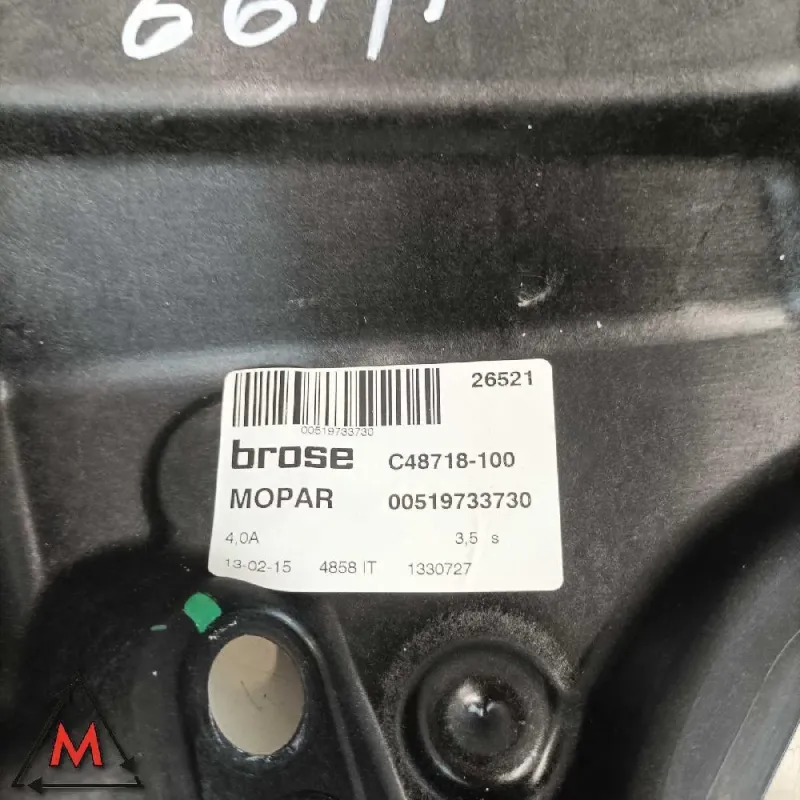 26521
00519733730
brose C48718-100
MOPAR 00519733730
4,0A 3,5 s
13-02-15 4858 IT 1330727
M